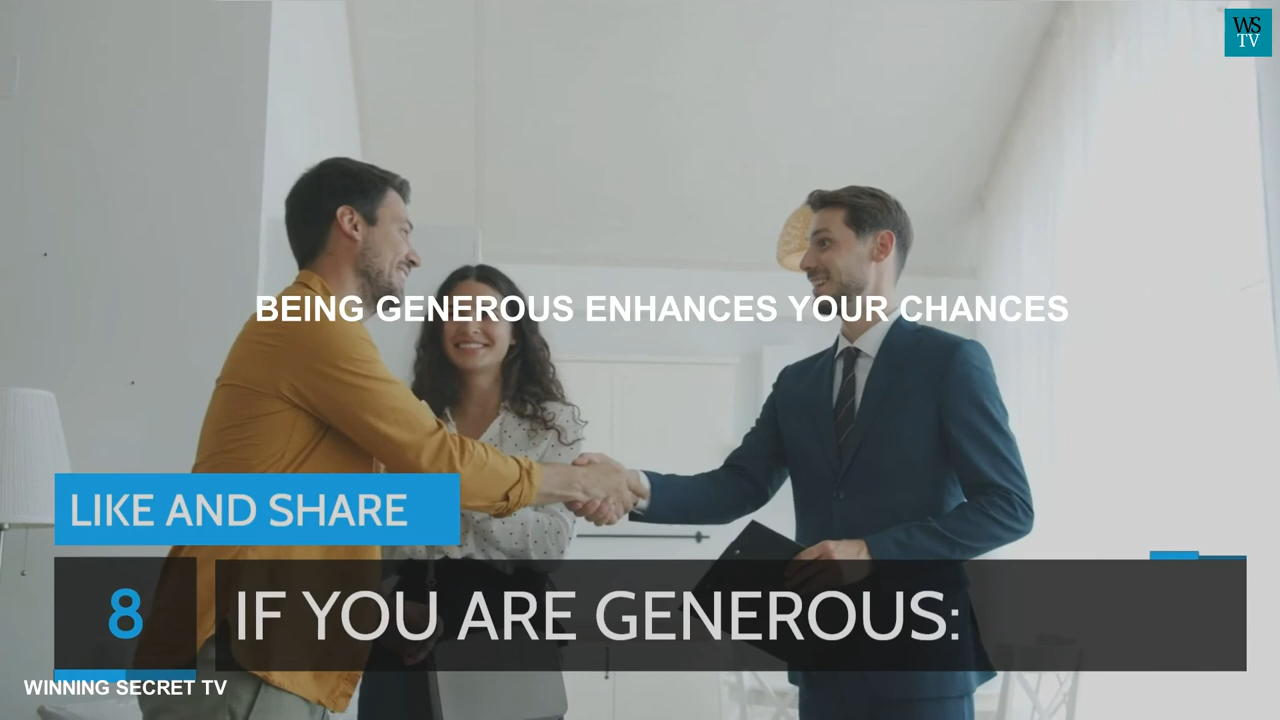 WS
TV
BEING GENEROUS ENHANCES YOUR CHANCES
LIKE AND SHARE
8
IF YOU ARE GENEROUS:
WINNING SECRET TV